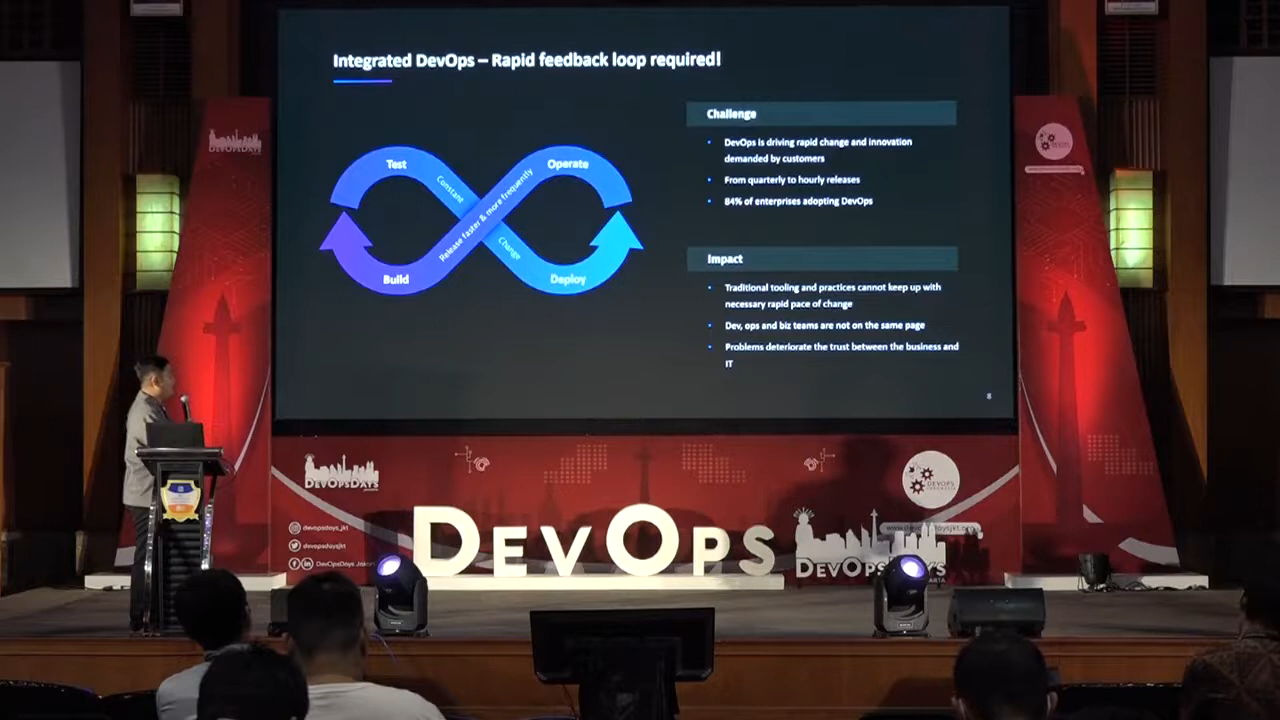 Integrated DevOps – Rapid feedback loop required!
Test
Constant
Operate
Release faster & more frequently
Build
Change
Deploy
Challenge
• DevOps is driving rapid change and innovation
demanded by customers
• From quarterly to hourly releases
• 84% of enterprises adopting DevOps
Impact
• Traditional tooling and practices cannot keep up with
necessary rapid pace of change
• Dev, ops and biz teams are not on the same page
• Problems deteriorate the trust between the business and
IT
8
DEVOPSDAYS
DEVOPSDAYS
DEVOPS
INDONESIA
devopsdays_jkt
devopsdaysjkt
DevOpsDays
DEVOPS
DEVOPSDAYS